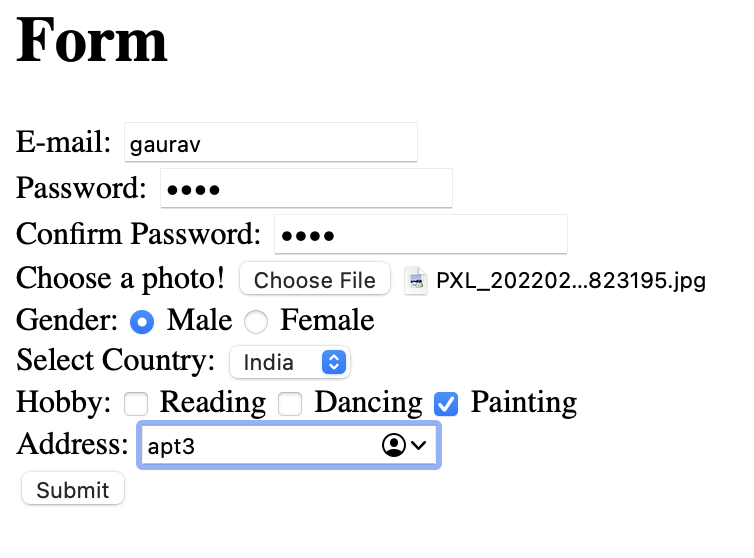 Form
E-mail: gaurav
Password: ••••
Confirm Password: ••••
Choose a photo! Choose File PXL_202202...823195.jpg
Gender: Male Female
Select Country: India
Hobby: Reading Dancing Painting
Address: apt3
Submit